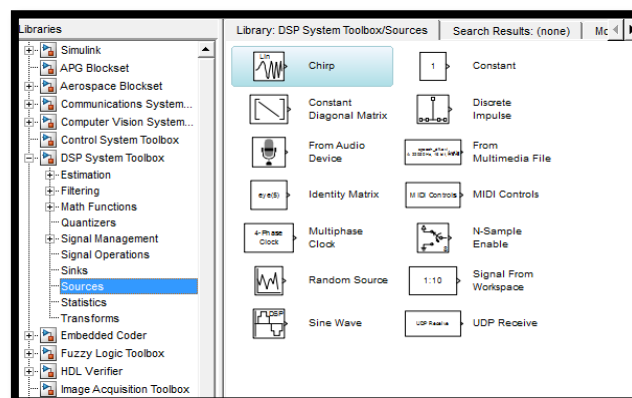 Libraries
Simulink
APG Blockset
Aerospace Blockset
Communications System...
Computer Vision System...
Control System Toolbox
DSP System Toolbox
Estimation
Filtering
Math Functions
Quantizers
Signal Management
Signal Operations
Sinks
Sources
Statistics
Transforms
Embedded Coder
Fuzzy Logic Toolbox
HDL Verifier
Image Acquisition Toolbox
Library: DSP System Toolbox/Sources
Search Results: (none)
Lin
Chirp
1
Constant
Constant
Diagonal Matrix
Discrete
Impulse
From Audio
Device
From
Multimedia File
eye(5)
Identity Matrix
MIDI Controls
MIDI Controls
4-Phase
Clock
Multiphase
Clock
N-Sample
Enable
Random Source
1:10
Signal From
Workspace
DSP
Sine Wave
UDP Receive
UDP Receive